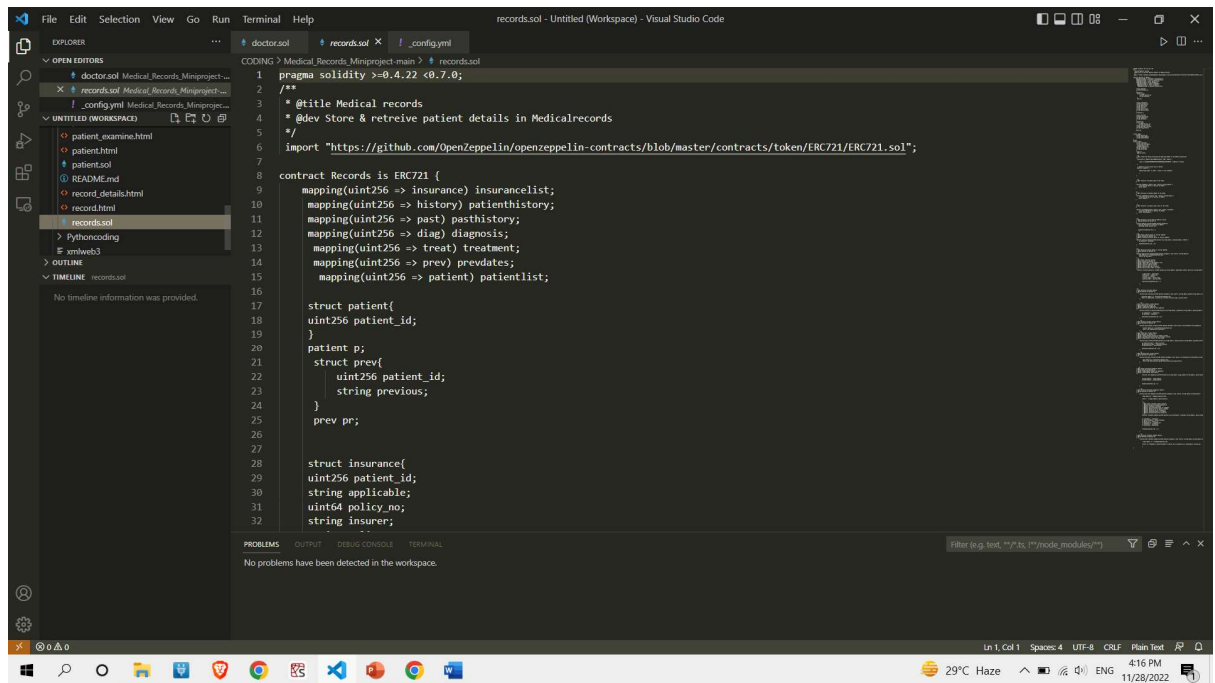 File Edit Selection View Go Run Terminal Help
records.sol - Untitled (Workspace) - Visual Studio Code
EXPLORER
OPEN EDITORS
doctor.sol Medical_Records_Miniproject-...
records.sol Medical_Records_Miniproject-...
! _config.yml Medical_Records_Miniprojec...
UNTITLED (WORKSPACE)
patient_examine.html
patient.html
patient.sol
README.md
record_details.html
record.html
records.sol
Pythoncoding
xmlweb3
OUTLINE
TIMELINE records.sol
No timeline information was provided.
doctor.sol records.sol ! _config.yml
CODING > Medical_Records_Miniproject-main > records.sol
1 pragma solidity >=0.4.22 <0.7.0;
2 /**
3 * @title Medical records
4 * @dev Store & retreive patient details in Medicalrecords
5 */
6 import "https://github.com/OpenZeppelin/openzeppelin-contracts/blob/master/contracts/token/ERC721/ERC721.sol";
7
8 contract Records is ERC721 {
9 mapping(uint256 => insurance) insurancelist;
10 mapping(uint256 => history) patienthistory;
11 mapping(uint256 => past) pasthistory;
12 mapping(uint256 => diag) diagnosis;
13 mapping(uint256 => treat) treatment;
14 mapping(uint256 => prev) prevdates;
15 mapping(uint256 => patient) patientlist;
16
17 struct patient{
18 uint256 patient_id;
19 }
20 patient p;
21 struct prev{
22 uint256 patient_id;
23 string previous;
24 }
25 prev pr;
26
27
28 struct insurance{
29 uint256 patient_id;
30 string applicable;
31 uint64 policy_no;
32 string insurer;
PROBLEMS OUTPUT DEBUG CONSOLE TERMINAL
Filter (e.g. text, **/*.ts, !**/node_modules/**)
No problems have been detected in the workspace.
0 0
Ln 1, Col 1 Spaces: 4 UTF-8 CRLF Plain Text
29°C Haze
ENG
4:16 PM
11/28/2022
1